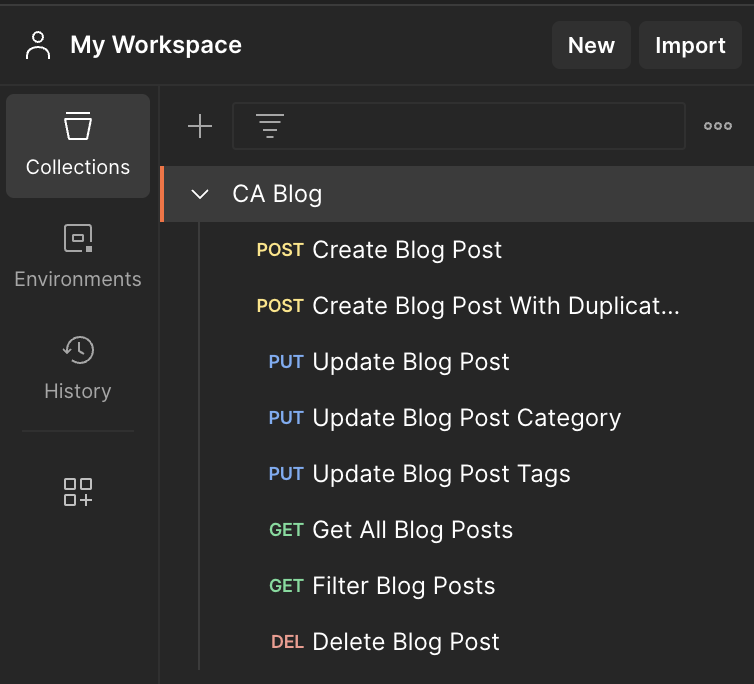 My Workspace
New
Import
Collections
Environments
History
CA Blog
POST Create Blog Post
POST Create Blog Post With Duplicat...
PUT Update Blog Post
PUT Update Blog Post Category
PUT Update Blog Post Tags
GET Get All Blog Posts
GET Filter Blog Posts
DEL Delete Blog Post